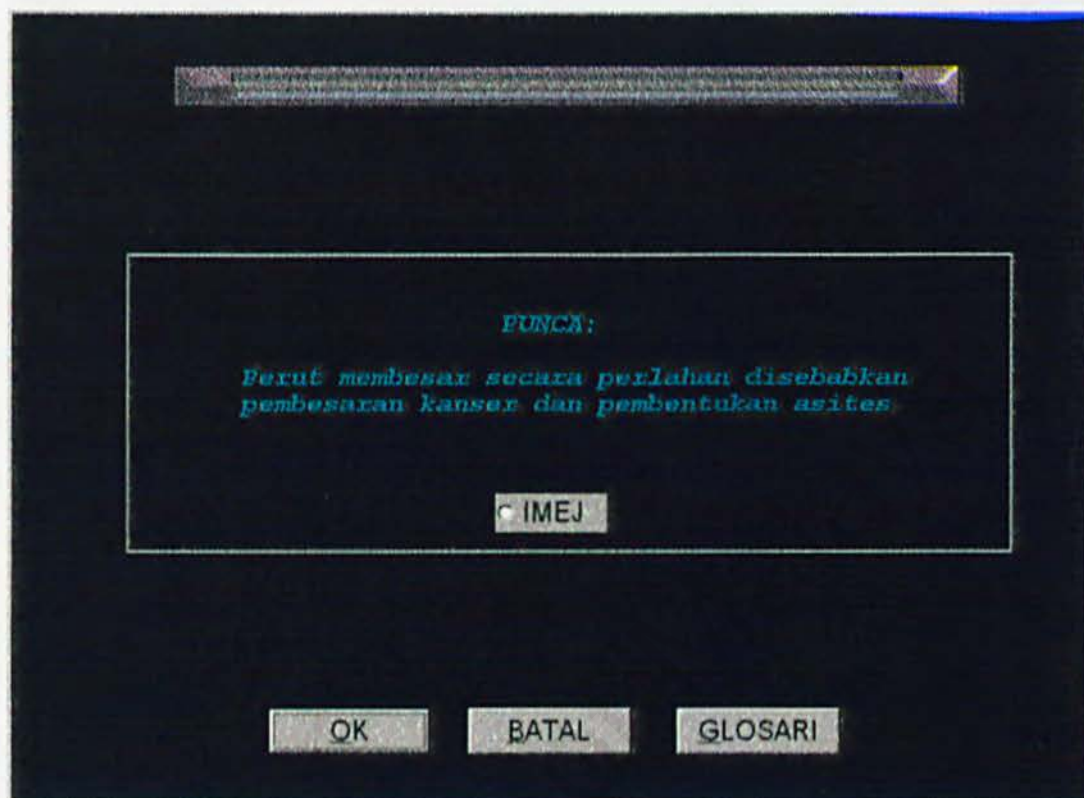 PUNCA:
Perut membesar secara perlahan disebabkan
pembesaran kanser dan pembentukan asites
IMEJ
OK
BATAL
GLOSARI